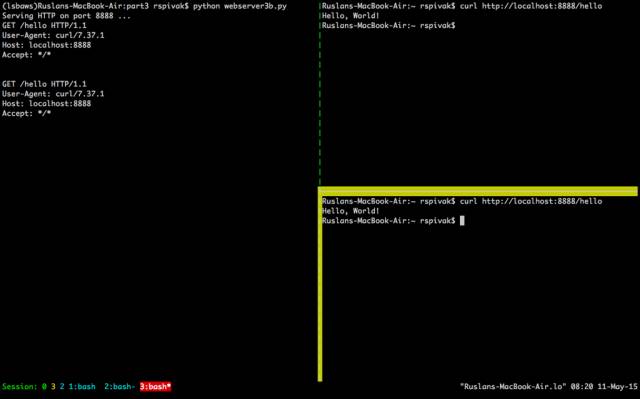 (lsbaws)Ruslans-MacBook-Air:part3 rspivak$ python webserver3b.py
Serving HTTP on port 8888 ...
GET /hello HTTP/1.1
User-Agent: curl/7.37.1
Host: localhost:8888
Accept: */*
GET /hello HTTP/1.1
User-Agent: curl/7.37.1
Host: localhost:8888
Accept: */*
Ruslans-MacBook-Air:~ rspivak$ curl http://localhost:8888/hello
Hello, World!
Ruslans-MacBook-Air:~ rspivak$
Ruslans-MacBook-Air:~ rspivak$ curl http://localhost:8888/hello
Hello, World!
Ruslans-MacBook-Air:~ rspivak$
Session: 0 3 2 1:bash 2:bash- 3:bash* "Ruslans-MacBook-Air.lo" 08:20 11-May-15